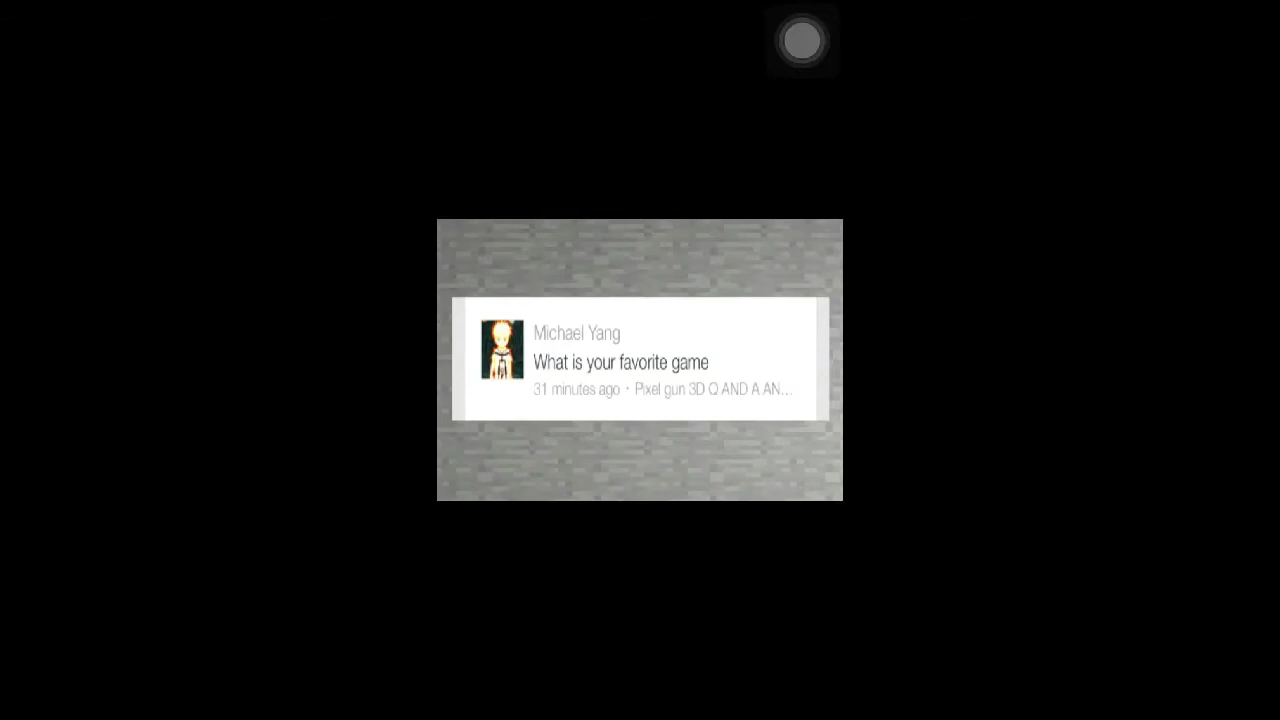 Michael Yang
What is your favorite game
31 minutes ago · Pixel gun 3D Q AND A AN...